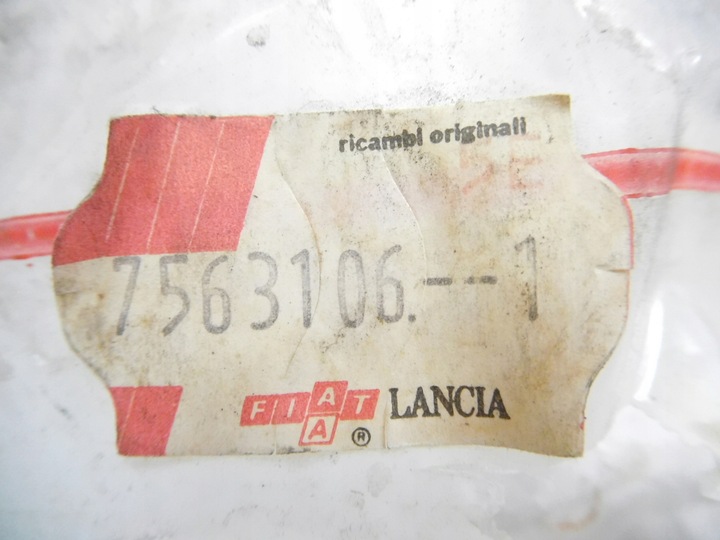 ricambi originali
7563106.--1
FIAT LANCIA
A ®